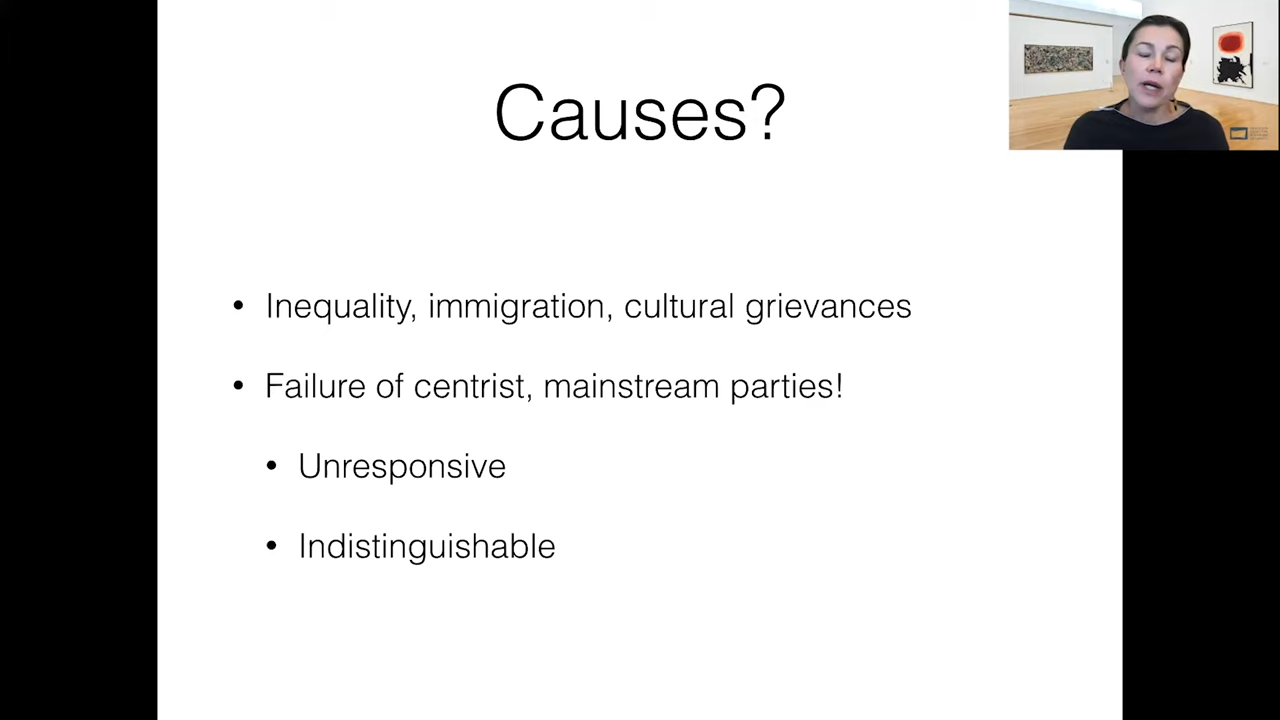 Causes?
• Inequality, immigration, cultural grievances
• Failure of centrist, mainstream parties!
• Unresponsive
• Indistinguishable